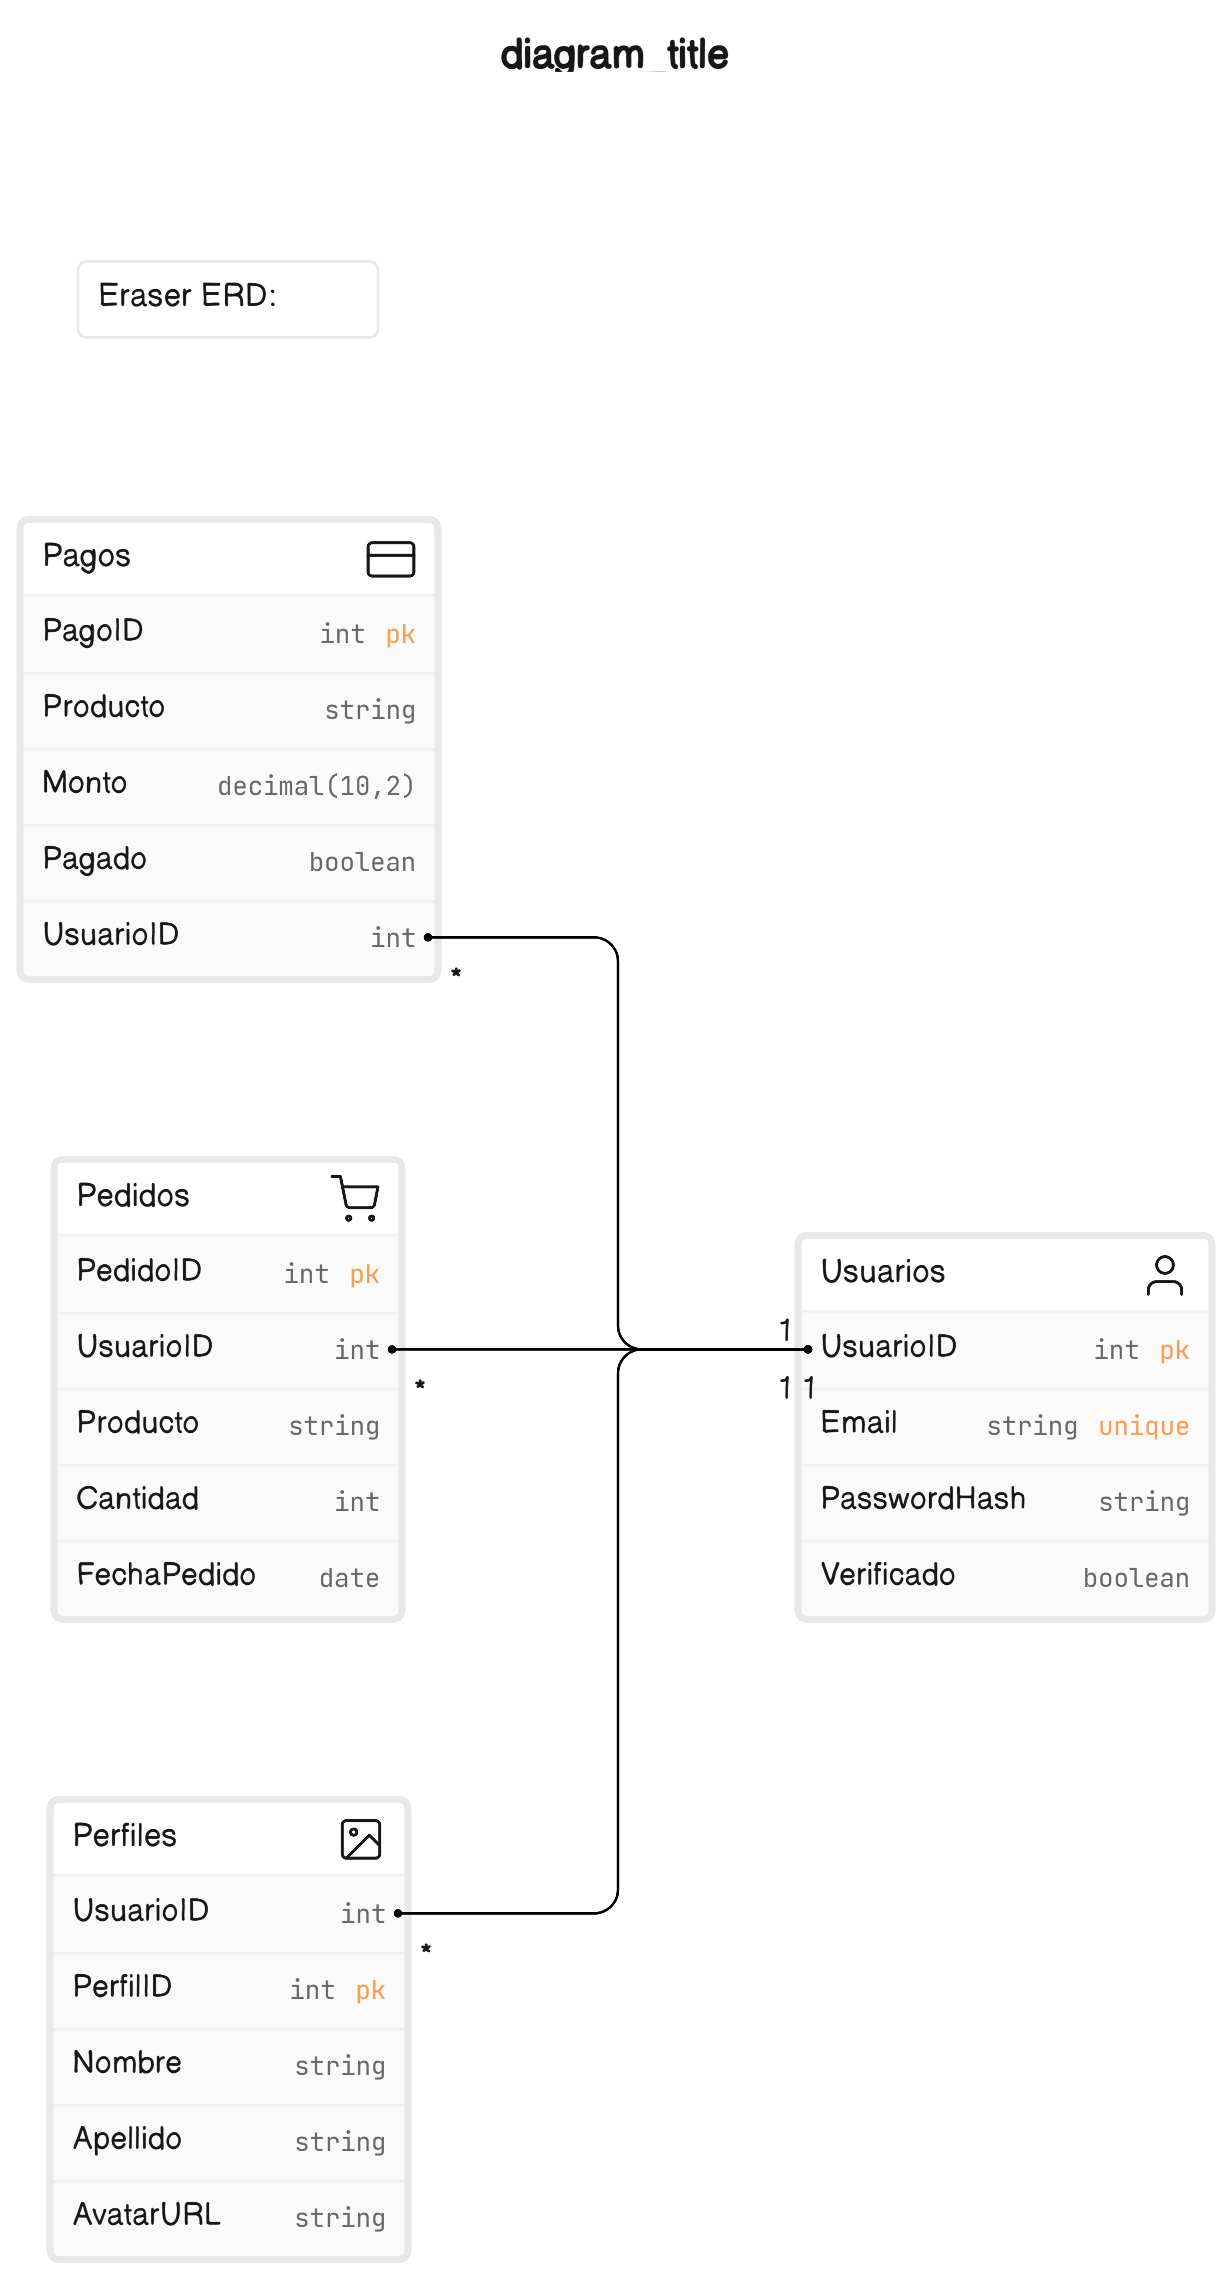 diagram_title
Eraser ERD:
Pagos
PagoID int pk
Producto string
Monto decimal(10,2)
Pagado boolean
UsuarioID int
*
Pedidos
PedidoID int pk
UsuarioID int
*
Producto string
Cantidad int
FechaPedido date
Usuarios
1
UsuarioID int pk
1 1
Email string unique
PasswordHash string
Verificado boolean
Perfiles
UsuarioID int
*
PerfilID int pk
Nombre string
Apellido string
AvatarURL string